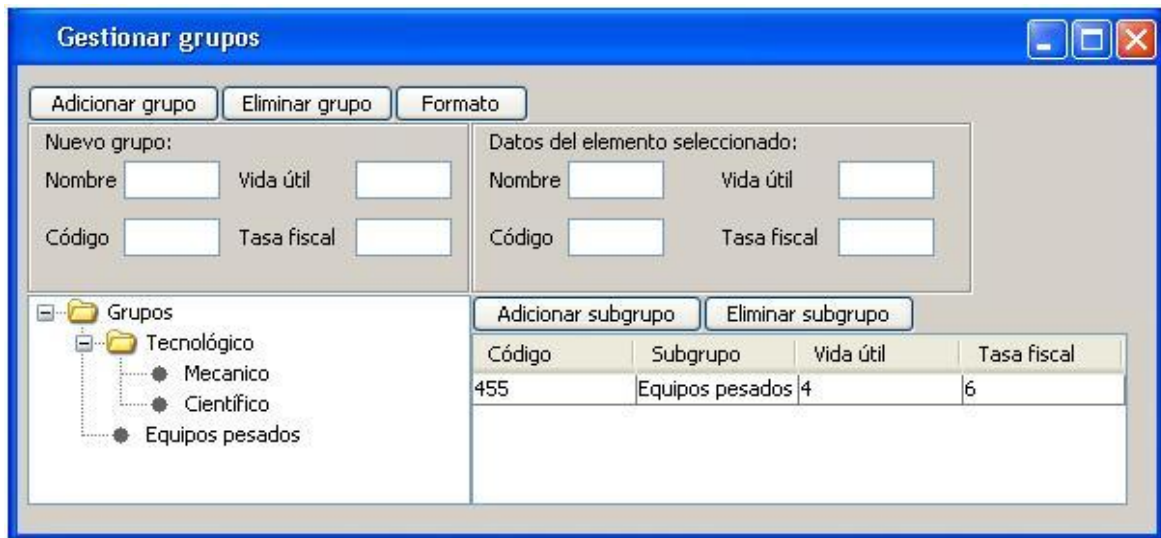 Gestionar grupos
Adicionar grupo Eliminar grupo Formato
Nuevo grupo:
Nombre Vida útil
Código Tasa fiscal
Datos del elemento seleccionado:
Nombre Vida útil
Código Tasa fiscal
Grupos
Tecnológico
Mecanico
Científico
Equipos pesados
Adicionar subgrupo Eliminar subgrupo
Código Subgrupo Vida útil Tasa fiscal
455 Equipos pesados 4 6